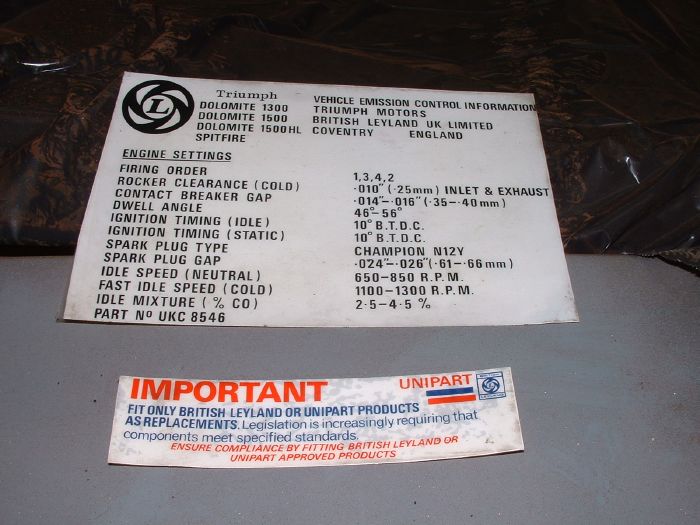 L
Triumph
DOLOMITE 1300
DOLOMITE 1500
DOLOMITE 1500HL
SPITFIRE
VEHICLE EMISSION CONTROL INFORMATION
TRIUMPH MOTORS
BRITISH LEYLAND UK LIMITED
COVENTRY ENGLAND
ENGINE SETTINGS
FIRING ORDER 1,3,4,2
ROCKER CLEARANCE (COLD) ·010" (·25mm) INLET & EXHAUST
CONTACT BREAKER GAP ·014"–·016" (·35–·40mm)
DWELL ANGLE 46°–56°
IGNITION TIMING (IDLE) 10° B.T.D.C.
IGNITION TIMING (STATIC) 10° B.T.D.C.
SPARK PLUG TYPE CHAMPION N12Y
SPARK PLUG GAP ·024"–·026" (·61–·66mm)
IDLE SPEED (NEUTRAL) 650–850 R.P.M.
FAST IDLE SPEED (COLD) 1100–1300 R.P.M.
IDLE MIXTURE (% CO) 2·5–4·5 %
PART Nº UKC 8546
IMPORTANT
UNIPART
FIT ONLY BRITISH LEYLAND OR UNIPART PRODUCTS
AS REPLACEMENTS. Legislation is increasingly requiring that
components meet specified standards.
ENSURE COMPLIANCE BY FITTING BRITISH LEYLAND OR
UNIPART APPROVED PRODUCTS